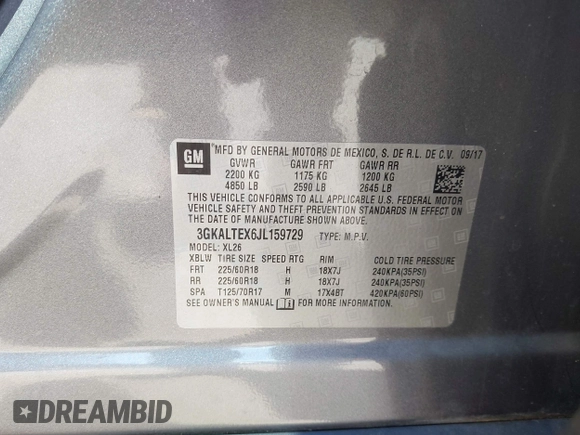 GM
® MFD BY GENERAL MOTORS DE MEXICO, S. DE R.L. DE C.V. 09/17
GVWR GAWR FRT GAWR RR
2200 KG 1175 KG 1200 KG
4850 LB 2590 LB 2645 LB
THIS VEHICLE CONFORMS TO ALL APPLICABLE U.S. FEDERAL MOTOR
VEHICLE SAFETY AND THEFT PREVENTION STANDARDS IN EFFECT ON THE
DATE OF MANUFACTURE SHOWN ABOVE.
3GKALTEX6JL159729 TYPE: M.P.V.
MODEL: XL26
XBLW TIRE SIZE SPEED RTG RIM COLD TIRE PRESSURE
FRT 225/60R18 H 18X7J 240KPA(35PSI)
RR 225/60R18 H 18X7J 240KPA(35PSI)
SPA T125/70R17 M 17X4BT 420KPA(60PSI)
SEE OWNER'S MANUAL i FOR MORE INFORMATION.
DREAMBID